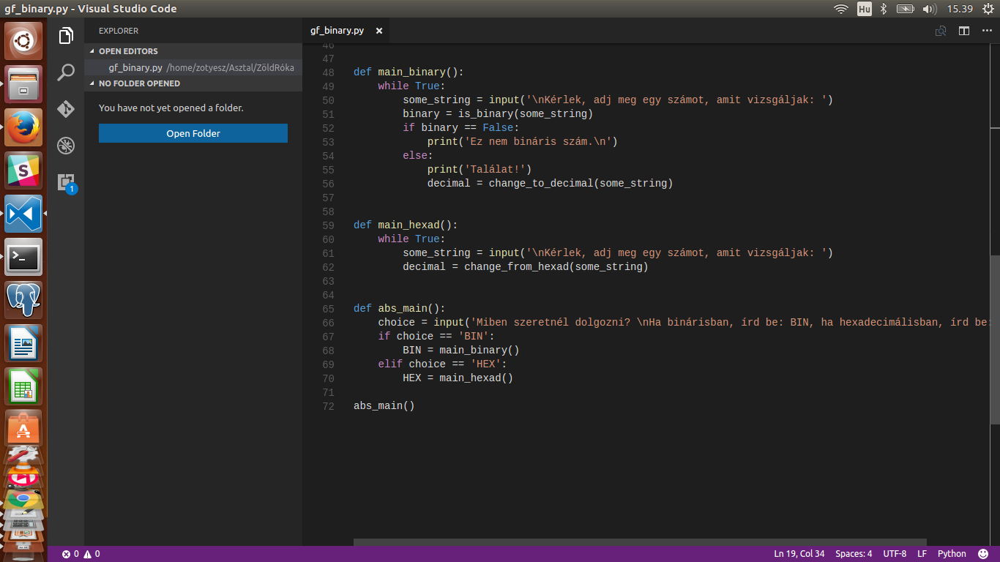 gf_binary.py - Visual Studio Code
Hu
15.39
EXPLORER
OPEN EDITORS
gf_binary.py /home/zotyesz/Asztal/ZöldRóka
NO FOLDER OPENED
You have not yet opened a folder.
Open Folder
1
gf_binary.py
46
47
48 def main_binary():
49 while True:
50 some_string = input('\nKérlek, adj meg egy számot, amit vizsgáljak: ')
51 binary = is_binary(some_string)
52 if binary == False:
53 print('Ez nem bináris szám.\n')
54 else:
55 print('Találat!')
56 decimal = change_to_decimal(some_string)
57
58
59 def main_hexad():
60 while True:
61 some_string = input('\nKérlek, adj meg egy számot, amit vizsgáljak: ')
62 decimal = change_from_hexad(some_string)
63
64
65 def abs_main():
66 choice = input('Miben szeretnél dolgozni? \nHa binárisban, írd be: BIN, ha hexadecimálisban, írd be:
67 if choice == 'BIN':
68 BIN = main_binary()
69 elif choice == 'HEX':
70 HEX = main_hexad()
71
72 abs_main()
0 0
Ln 19, Col 34 Spaces: 4 UTF-8 LF Python